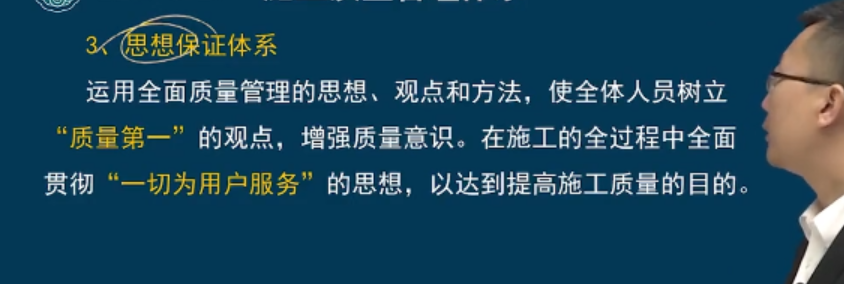 3、思想保证体系
运用全面质量管理的思想、观点和方法，使全体人员树立
“质量第一”的观点，增强质量意识。在施工的全过程中全面
贯彻“一切为用户服务”的思想，以达到提高施工质量的目的。